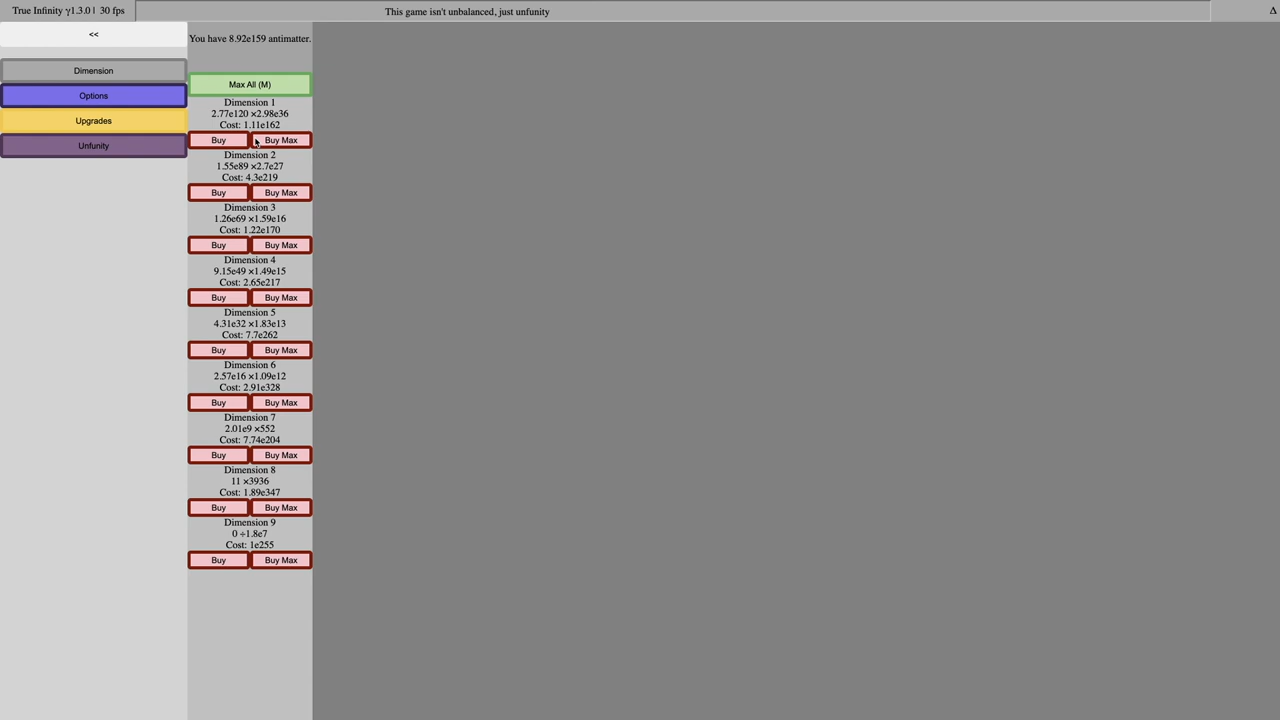 True Infinity γ1.3.0 | 30 fps
This game isn't unbalanced, just unfunity
Δ
<<
Dimension
Options
Upgrades
Unfunity
You have 8.92e159 antimatter.
Max All (M)
Dimension 1
2.77e120 ×2.98e36
Cost: 1.11e162
Buy Buy Max
Dimension 2
1.55e89 ×2.7e27
Cost: 4.3e219
Buy Buy Max
Dimension 3
1.26e69 ×1.59e16
Cost: 1.22e170
Buy Buy Max
Dimension 4
9.15e49 ×1.49e15
Cost: 2.65e217
Buy Buy Max
Dimension 5
4.31e32 ×1.83e13
Cost: 7.7e262
Buy Buy Max
Dimension 6
2.57e16 ×1.09e12
Cost: 2.91e328
Buy Buy Max
Dimension 7
2.01e9 ×552
Cost: 7.74e204
Buy Buy Max
Dimension 8
11 ×3936
Cost: 1.89e347
Buy Buy Max
Dimension 9
0 ÷1.8e7
Cost: 1e255
Buy Buy Max